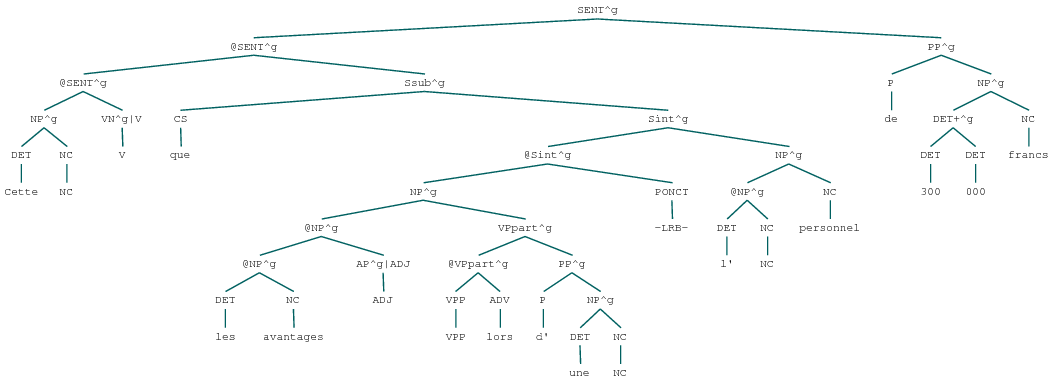 SENT^g
@SENT^g PP^g
@SENT^g Ssub^g P NP^g
NP^g VN^g|V CS Sint^g de DET+^g NC
DET NC V que @Sint^g NP^g DET DET francs
Cette NC NP^g PONCT @NP^g NC 300 000
@NP^g VPpart^g -LRB- DET NC personnel
@NP^g AP^g|ADJ @VPpart^g PP^g l' NC
DET NC ADJ VPP ADV P NP^g
les avantages VPP lors d' DET NC
une NC